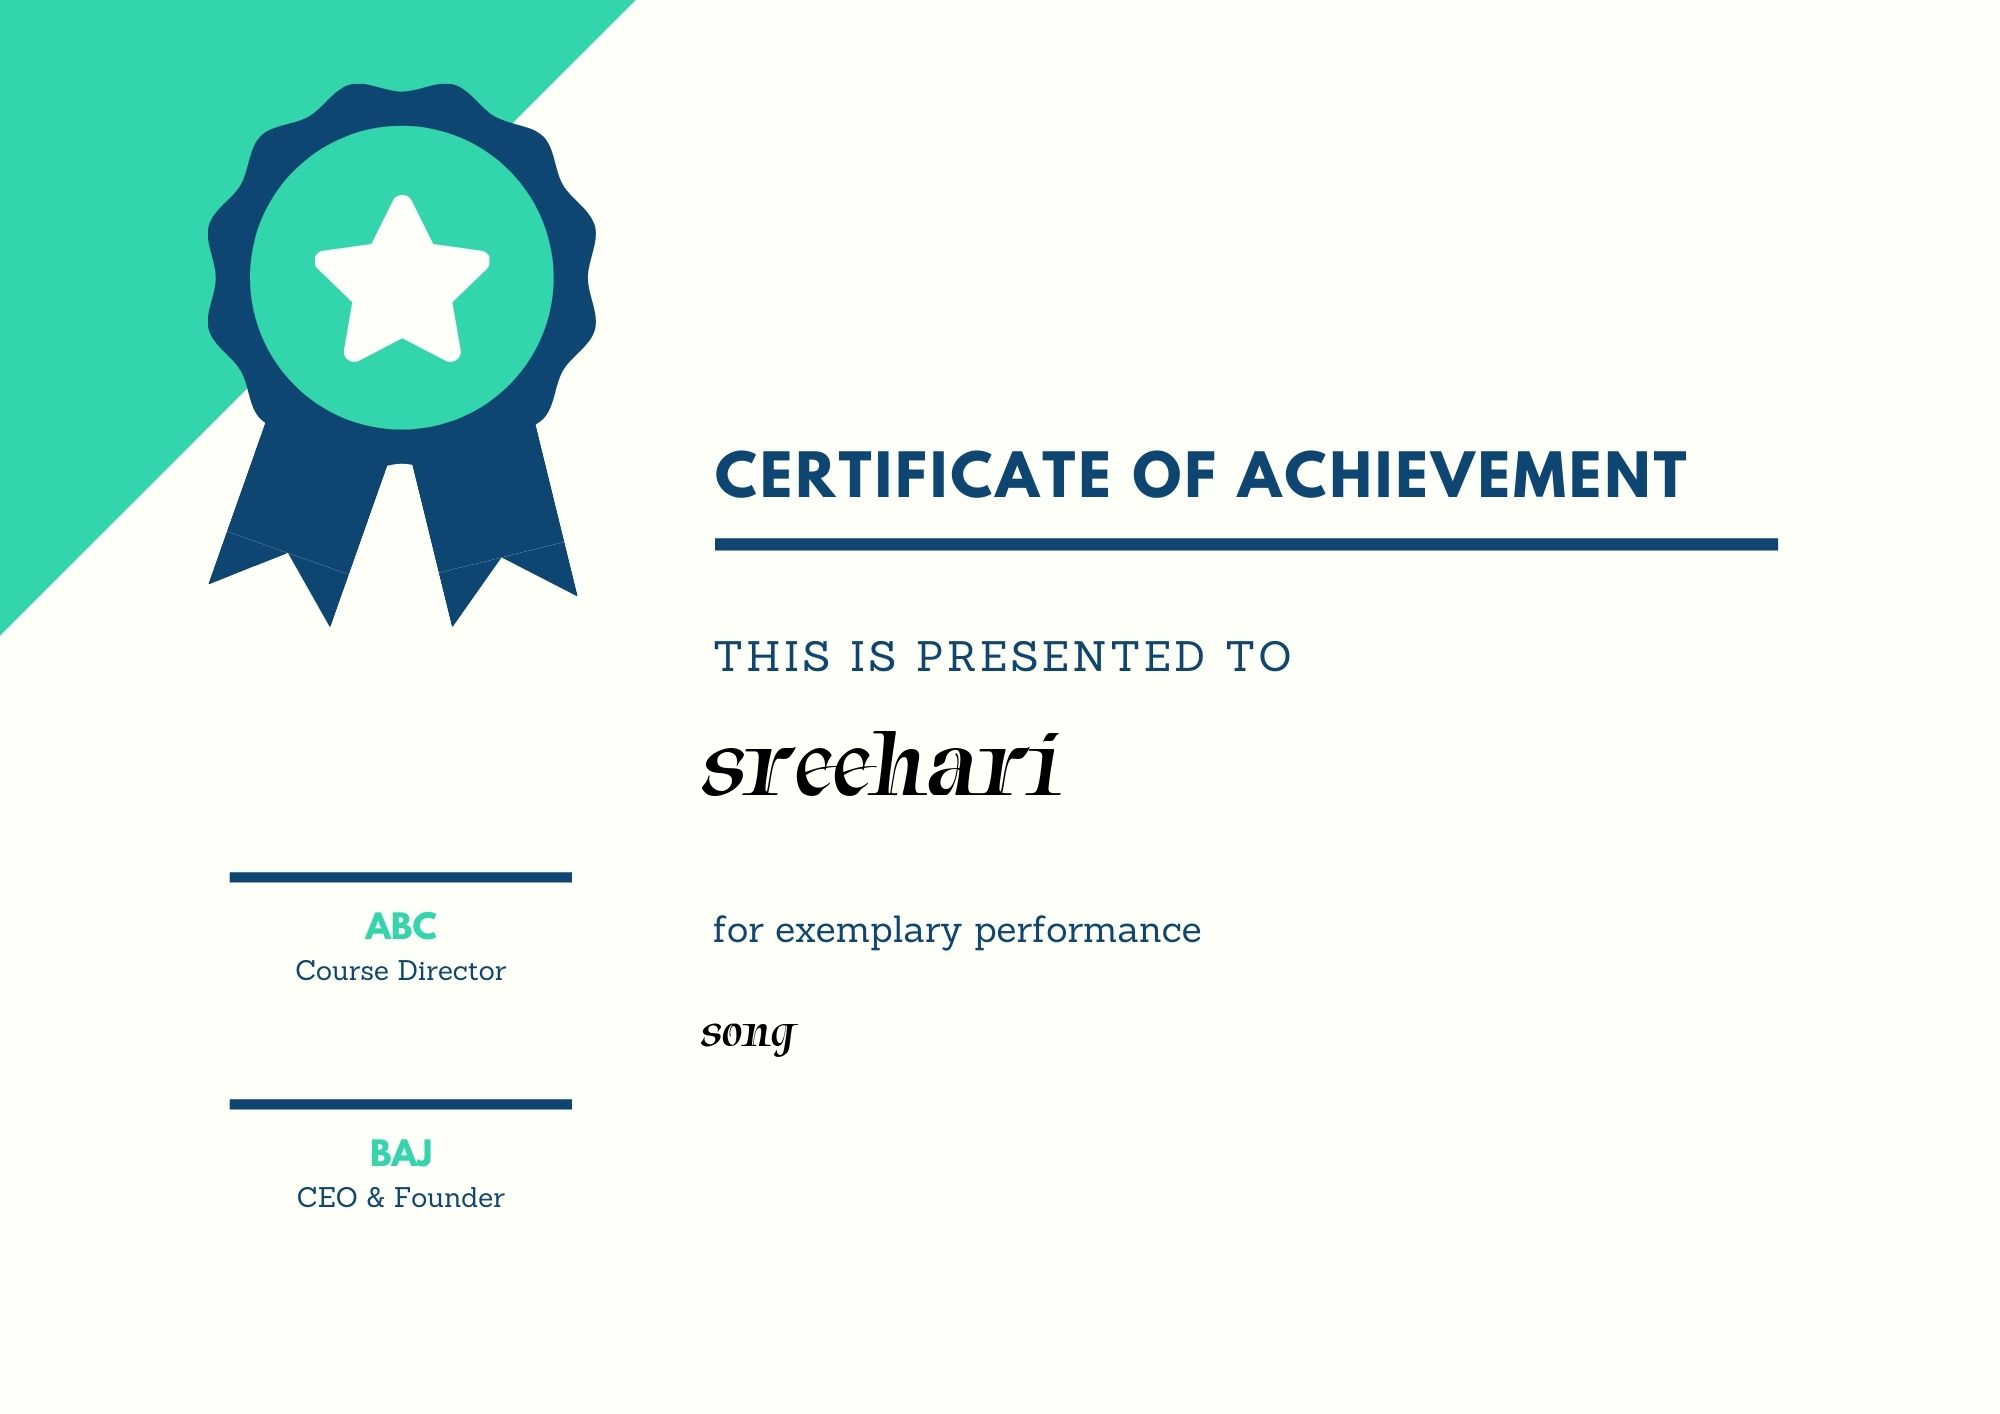 CERTIFICATE OF ACHIEVEMENT
THIS IS PRESENTED TO
sreehari
for exemplary performance
song
ABC
Course Director
BAJ
CEO & Founder